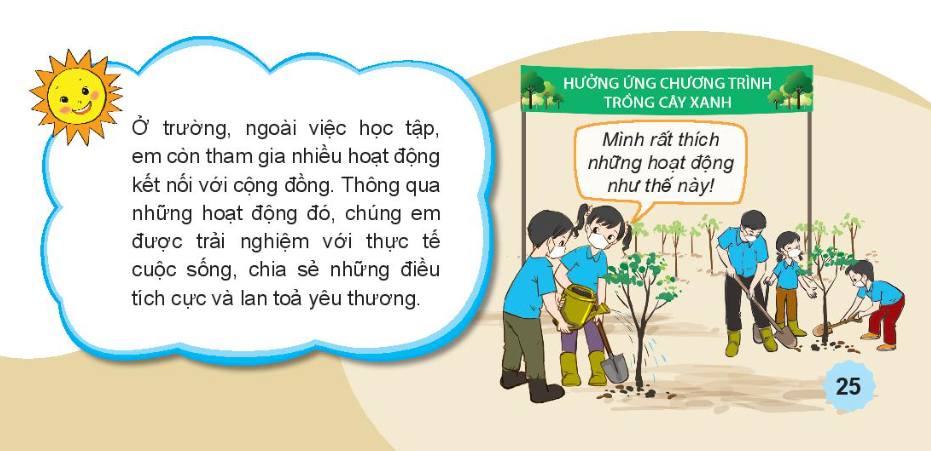 Ở trường, ngoài việc học tập,
em còn tham gia nhiều hoạt động
kết nối với cộng đồng. Thông qua
những hoạt động đó, chúng em
được trải nghiệm với thực tế
cuộc sống, chia sẻ những điều
tích cực và lan toả yêu thương.
HƯỞNG ỨNG CHƯƠNG TRÌNH
TRỒNG CÂY XANH
Mình rất thích
những hoạt động
như thế này!
25